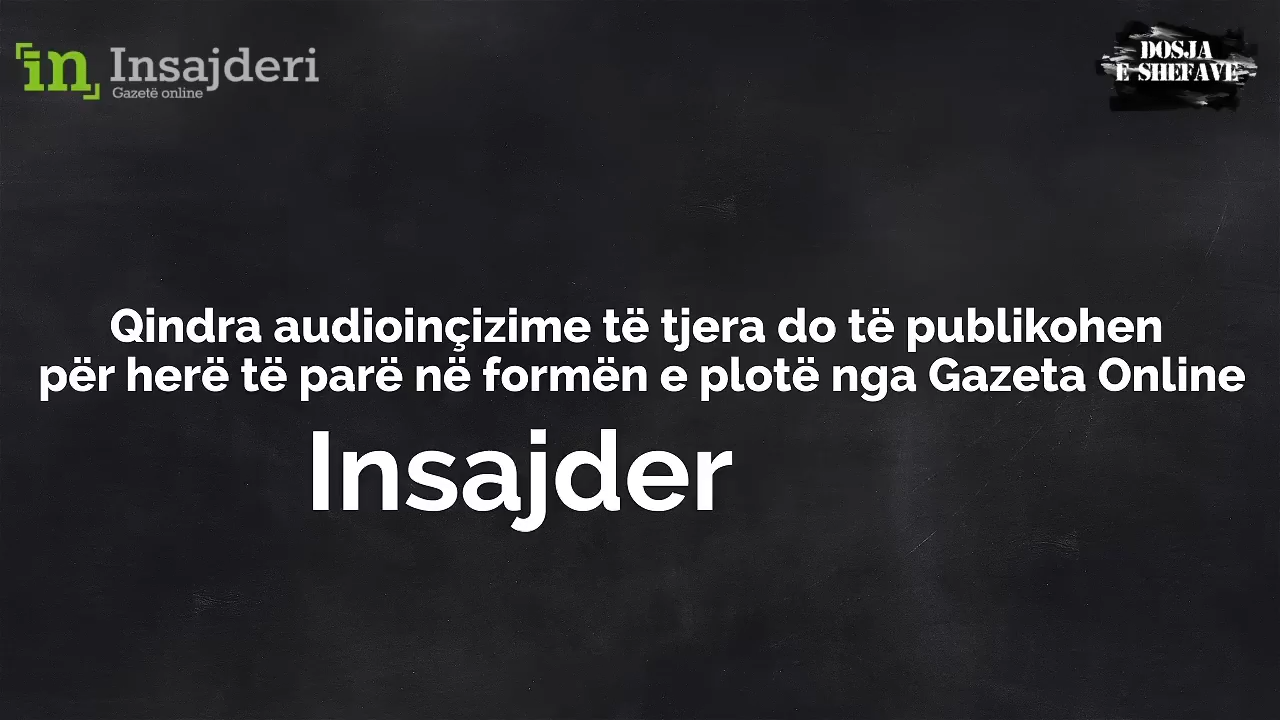 in Insajderi
Gazetë online
DOSJA
E SHEFAVE
Qindra audioinçizime të tjera do të publikohen
për herë të parë në formën e plotë nga Gazeta Online
Insajder